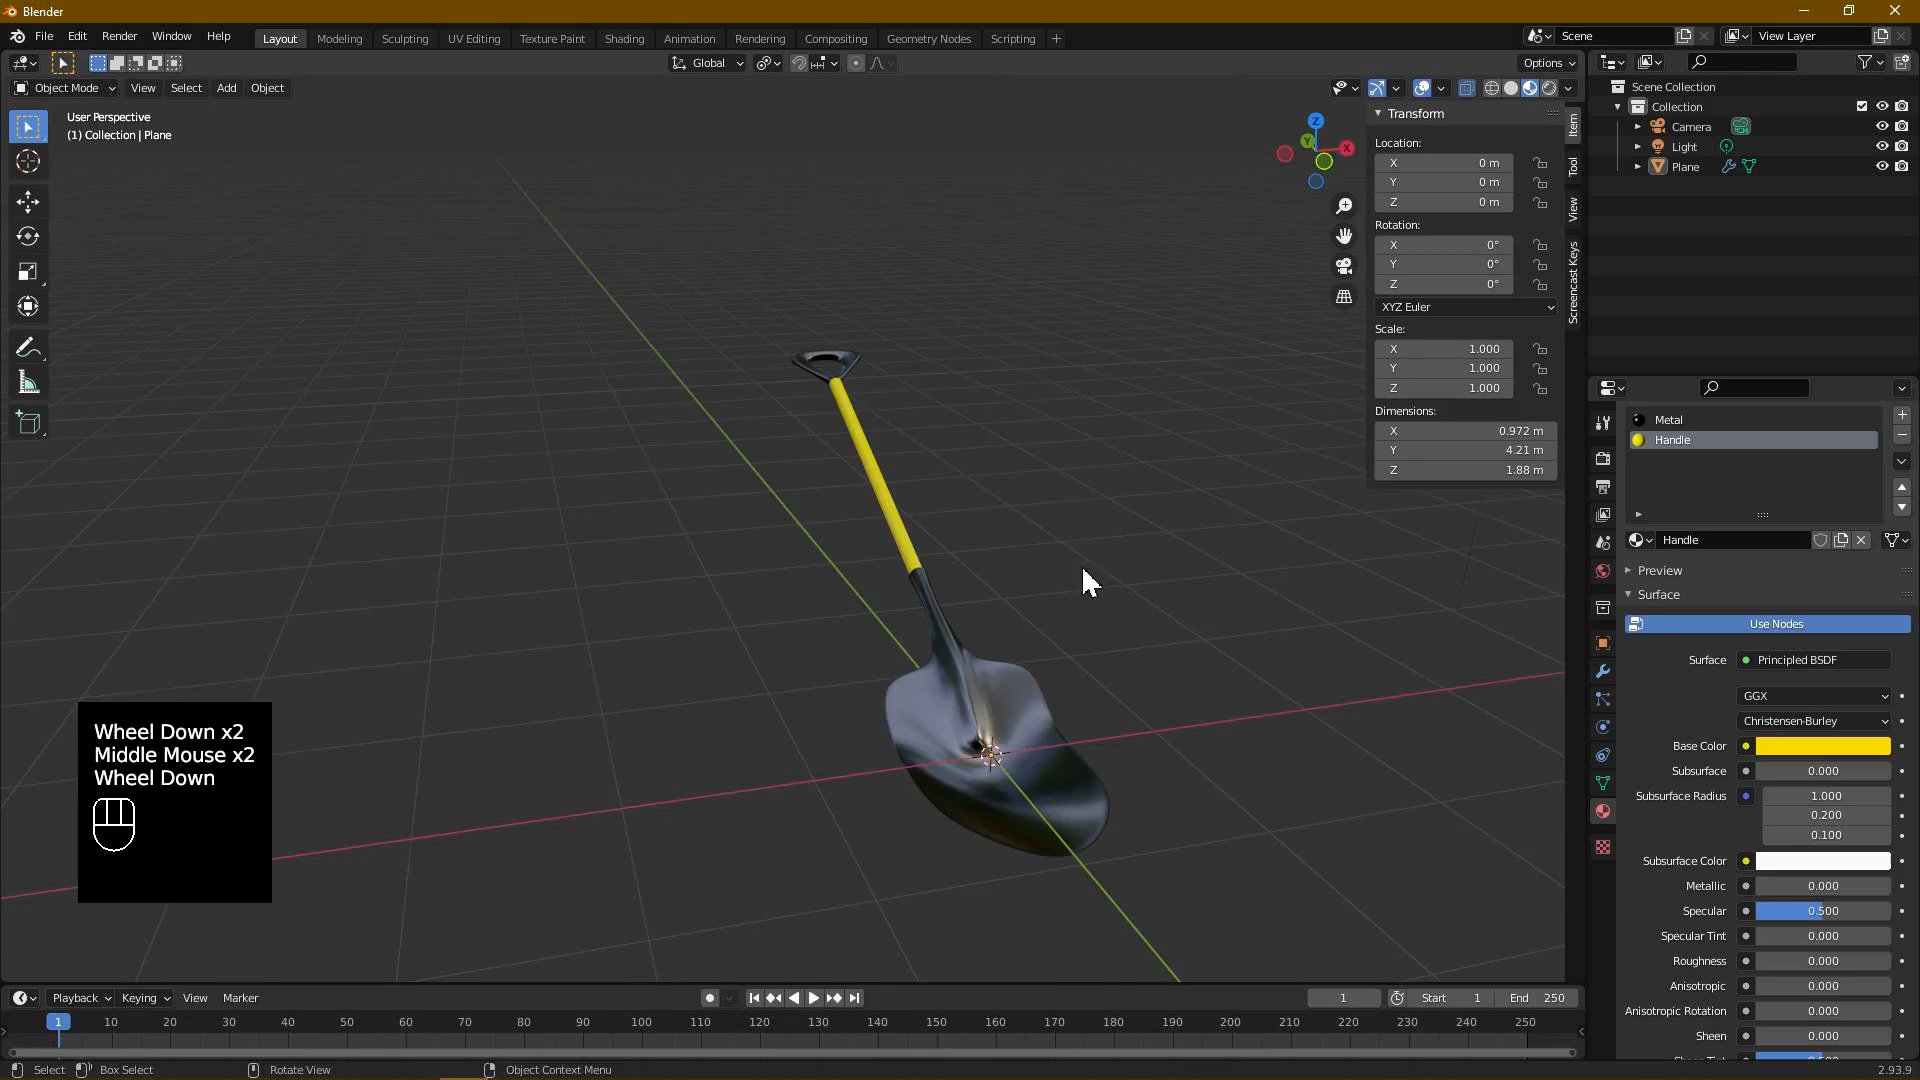 Blender
File Edit Render Window Help
Layout Modeling Sculpting UV Editing Texture Paint Shading Animation Rendering Compositing Geometry Nodes Scripting +
Scene
View Layer
Global
Options
Object Mode View Select Add Object
User Perspective
(1) Collection | Plane
Z
Y
X
Transform
Location:
X 0 m
Y 0 m
Z 0 m
Rotation:
X 0°
Y 0°
Z 0°
XYZ Euler
Scale:
X 1.000
Y 1.000
Z 1.000
Dimensions:
X 0.972 m
Y 4.21 m
Z 1.88 m
Item
Tool
View
Screencast Keys
Scene Collection
Collection
Camera
Light
Plane
Metal
Handle
Handle
Preview
Surface
Use Nodes
Surface Principled BSDF
GGX
Christensen-Burley
Base Color
Subsurface 0.000
Subsurface Radius 1.000
0.200
0.100
Subsurface Color
Metallic 0.000
Specular 0.500
Specular Tint 0.000
Roughness 0.000
Anisotropic 0.000
Anisotropic Rotation 0.000
Sheen 0.000
Wheel Down x2
Middle Mouse x2
Wheel Down
Playback Keying View Marker
1 Start 1 End 250
1 10 20 30 40 50 60 70 80 90 100 110 120 130 140 150 160 170 180 190 200 210 220 230 240 250
Select Box Select Rotate View Object Context Menu 2.93.9